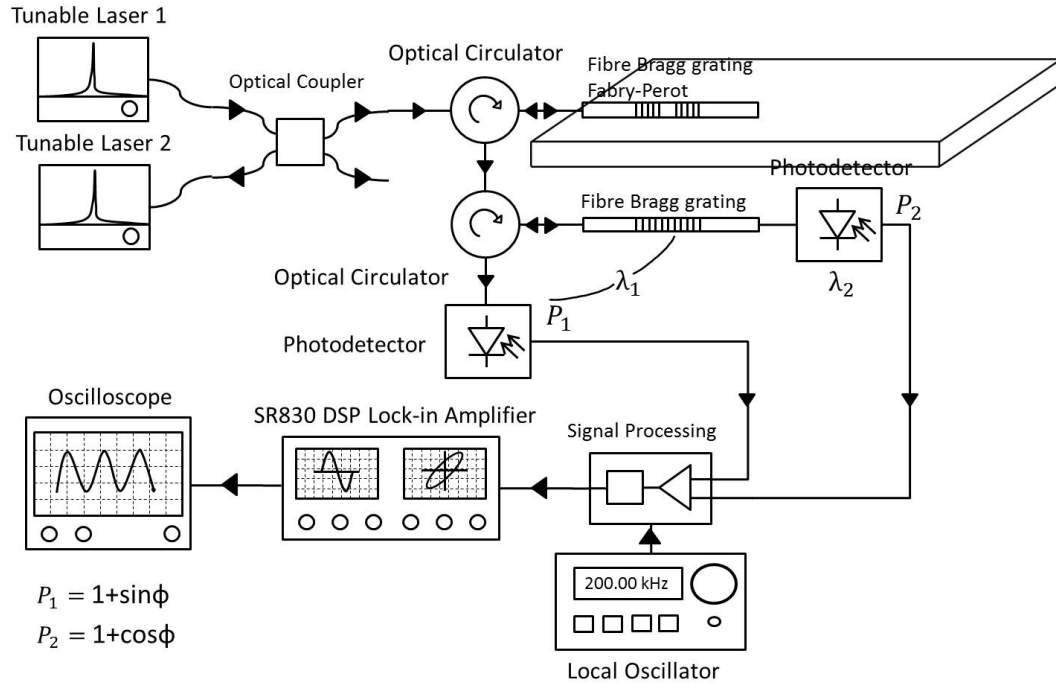 Tunable Laser 1
Optical Circulator
Optical Coupler
Fibre Bragg grating
Fabry-Perot
Tunable Laser 2
Photodetector
Fibre Bragg grating
P₂
Optical Circulator
λ₁
λ₂
P₁
Photodetector
Oscilloscope
SR830 DSP Lock-in Amplifier
Signal Processing
200.00 kHz
P₁ = 1+sinϕ
P₂ = 1+cosϕ
Local Oscillator